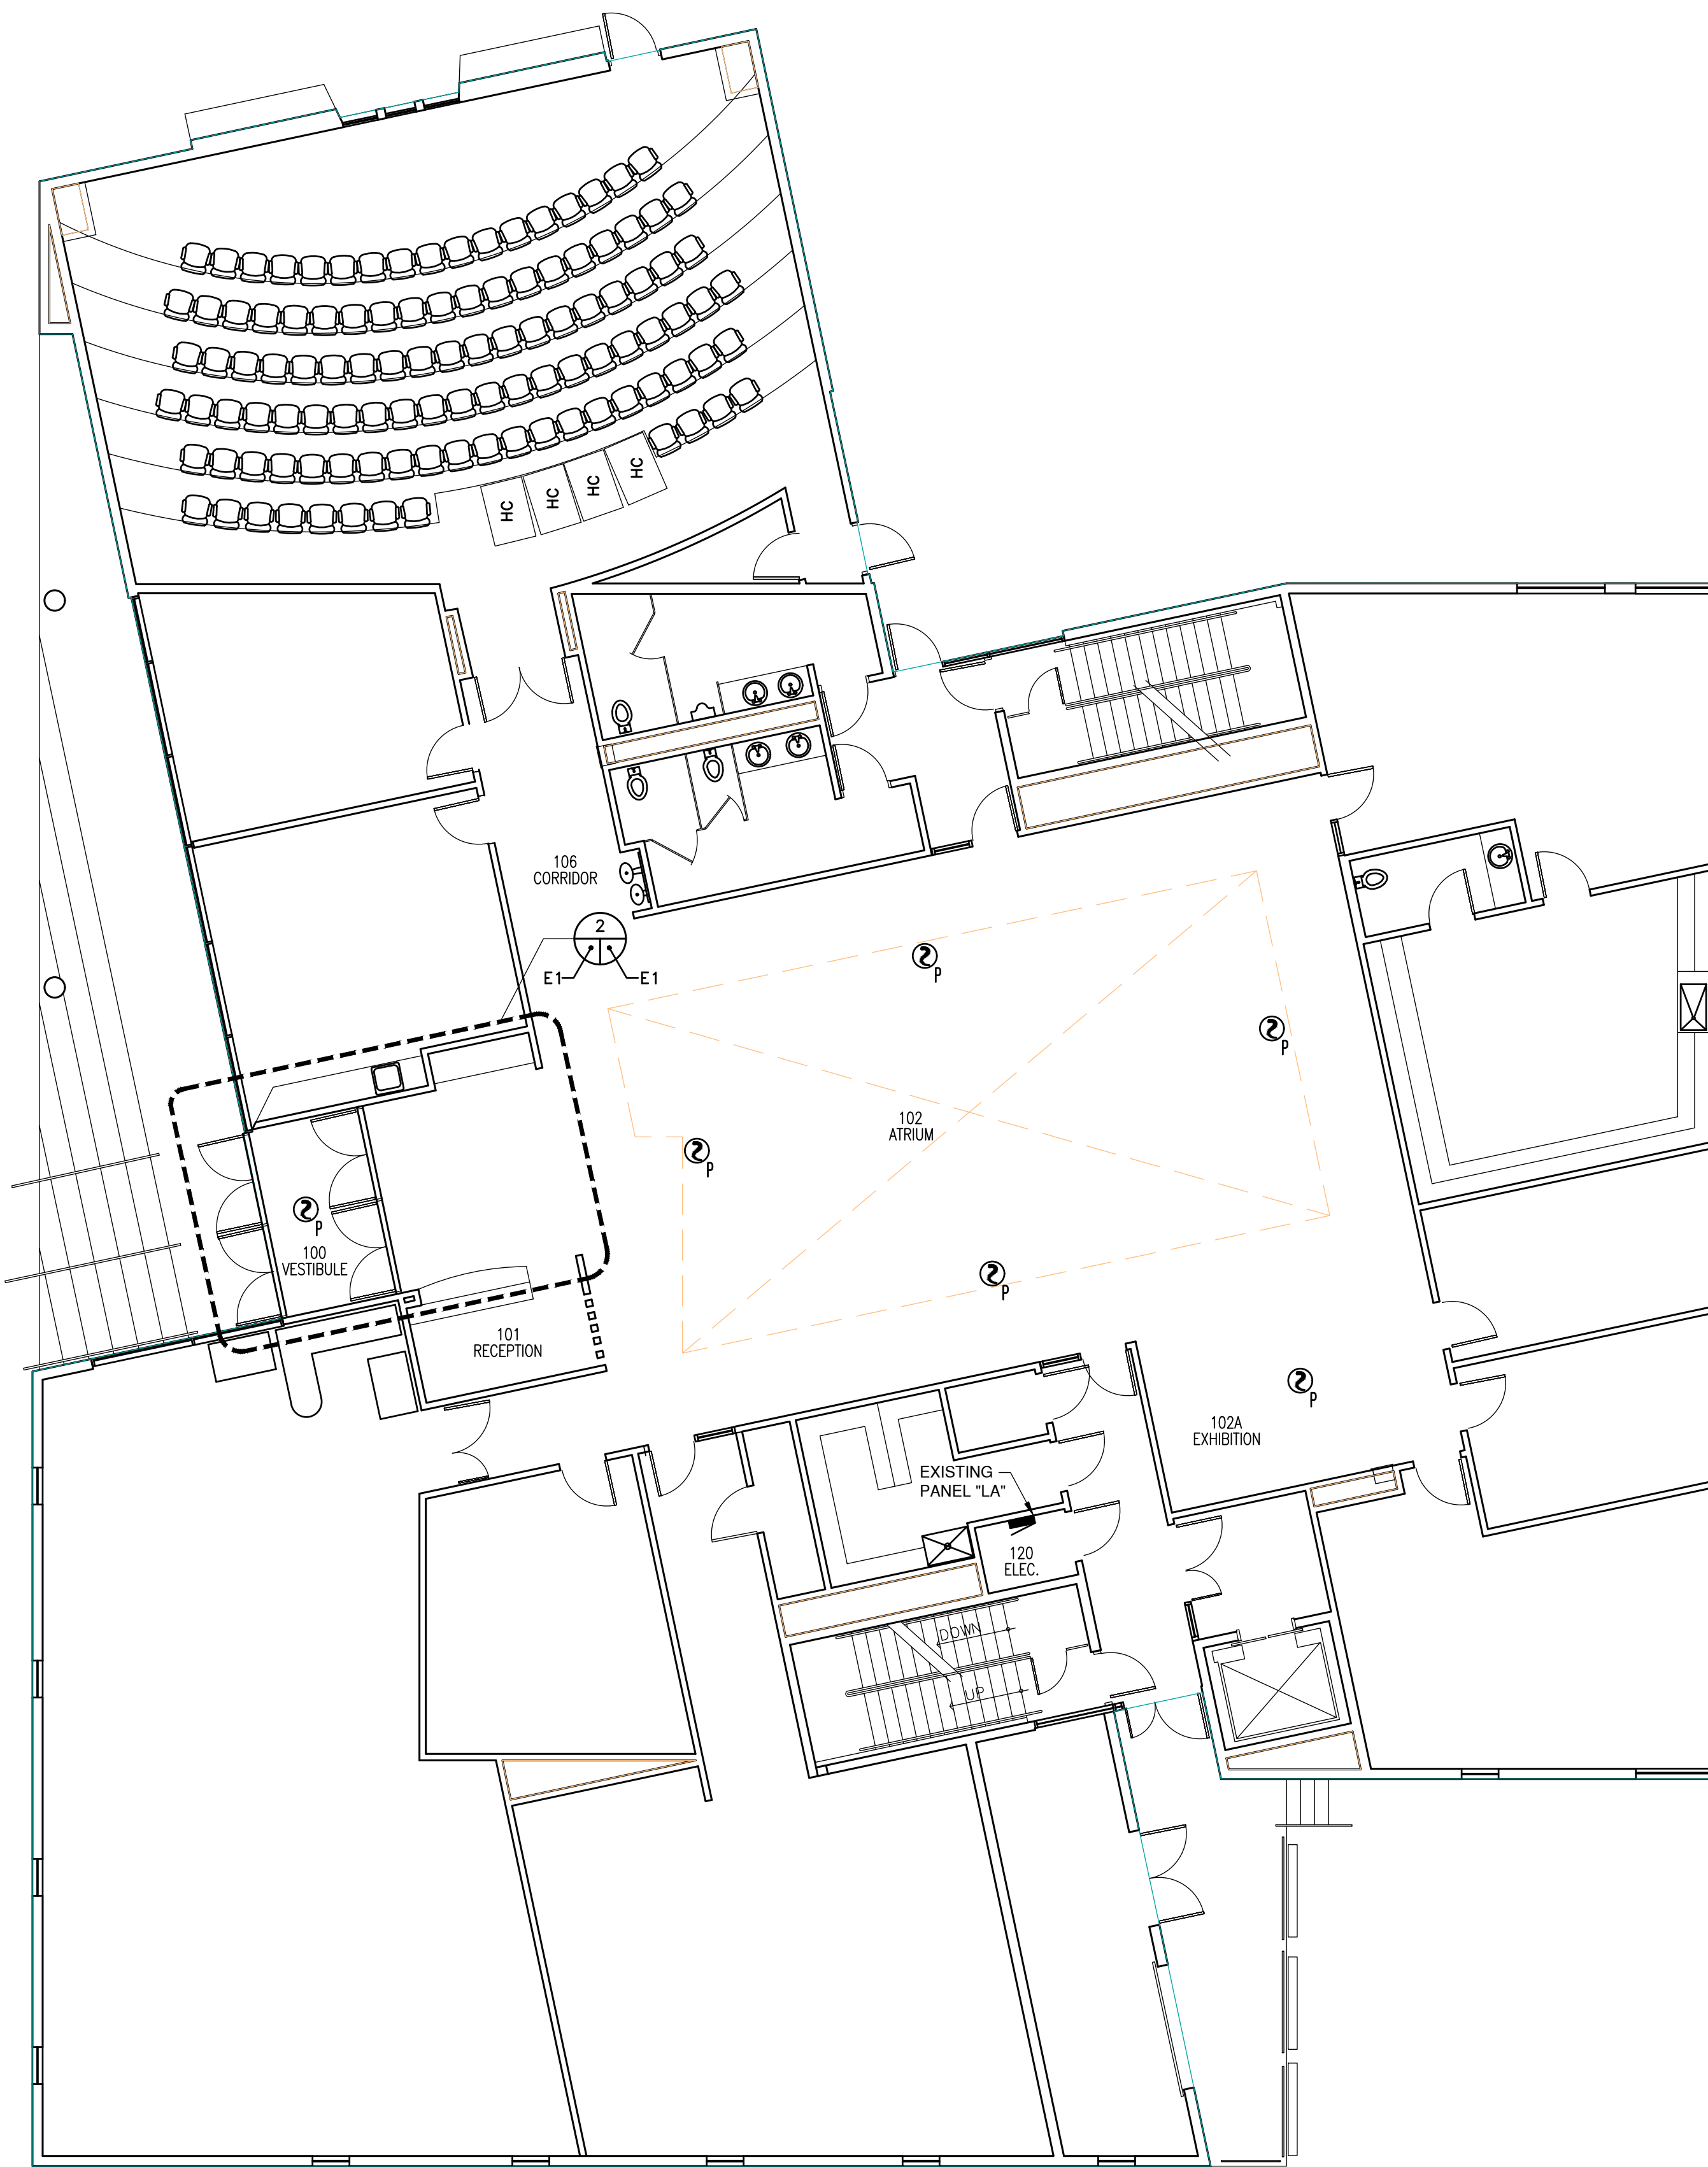 HC
HC
HC
HC
106
CORRIDOR
2
E1
E1
P
P
102
ATRIUM
P
P
100
VESTIBULE
P
101
RECEPTION
P
102A
EXHIBITION
EXISTING
PANEL "LA"
120
ELEC.
DOWN
UP